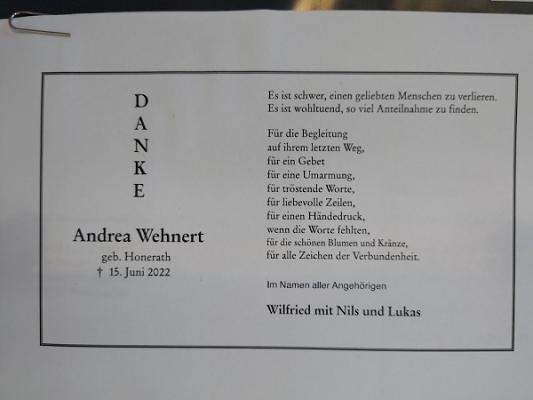 DANKE
Andrea Wehnert
geb. Honerath
† 15. Juni 2022
Es ist schwer, einen geliebten Menschen zu verlieren.
Es ist wohltuend, so viel Anteilnahme zu finden.
Für die Begleitung
auf ihrem letzten Weg,
für ein Gebet
für eine Umarmung,
für tröstende Worte,
für liebevolle Zeilen,
für einen Händedruck,
wenn die Worte fehlten,
für die schönen Blumen und Kränze,
für alle Zeichen der Verbundenheit.
Im Namen aller Angehörigen
Wilfried mit Nils und Lukas